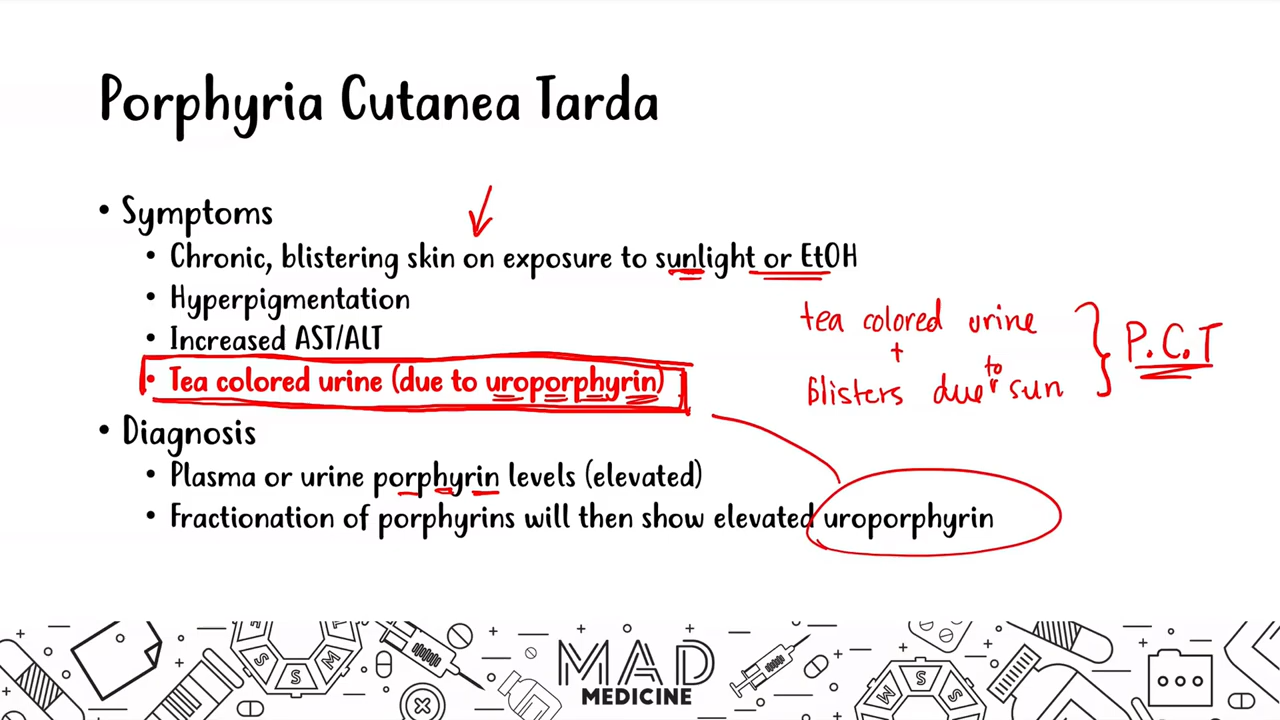 Porphyria Cutanea Tarda
• Symptoms
• Chronic, blistering skin on exposure to sunlight or EtOH
• Hyperpigmentation
• Increased AST/ALT
• Tea colored urine (due to uroporphyrin)
• Diagnosis
• Plasma or urine porphyrin levels (elevated)
• Fractionation of porphyrins will then show elevated uroporphyrin
tea colored urine
+
Blisters due to sun
P.C.T
MAD
MEDICINE
S
S
M
M
S
S